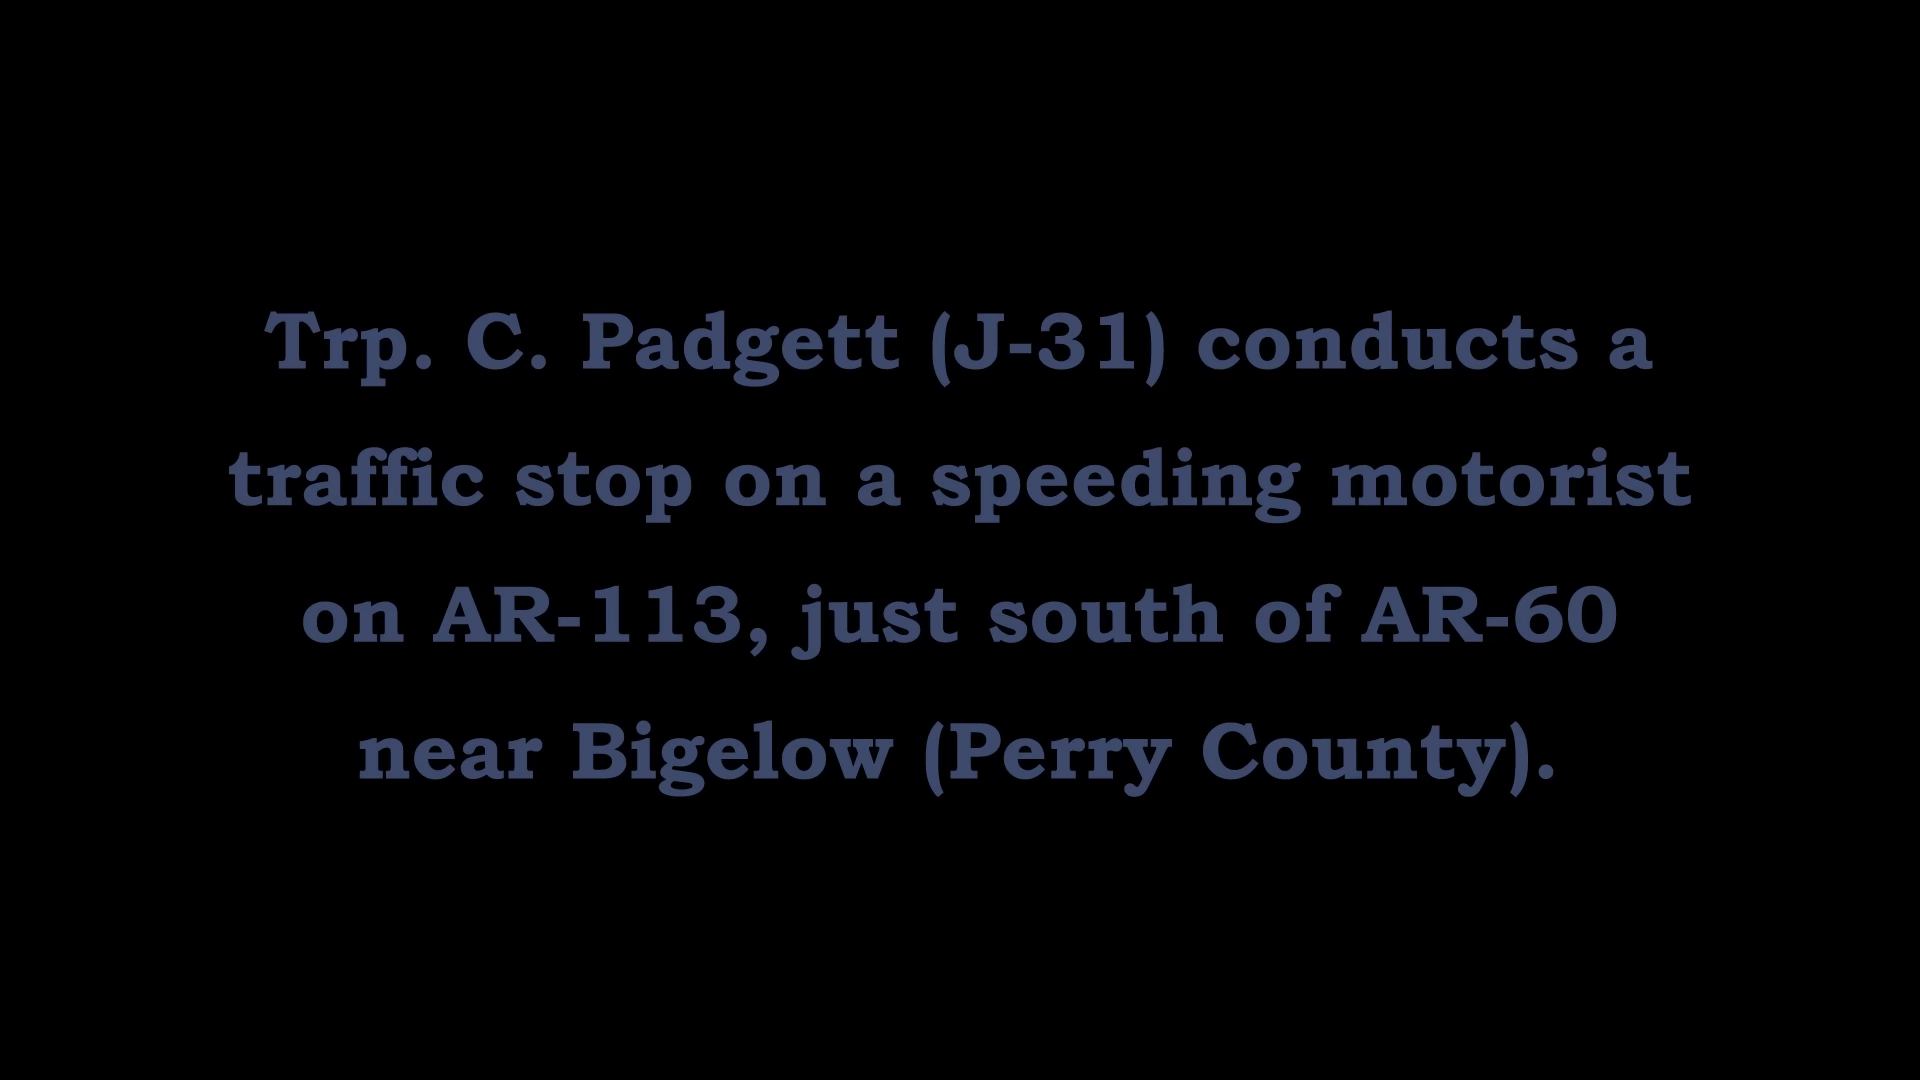 Trp. C. Padgett (J-31) conducts a
traffic stop on a speeding motorist
on AR-113, just south of AR-60
near Bigelow (Perry County).